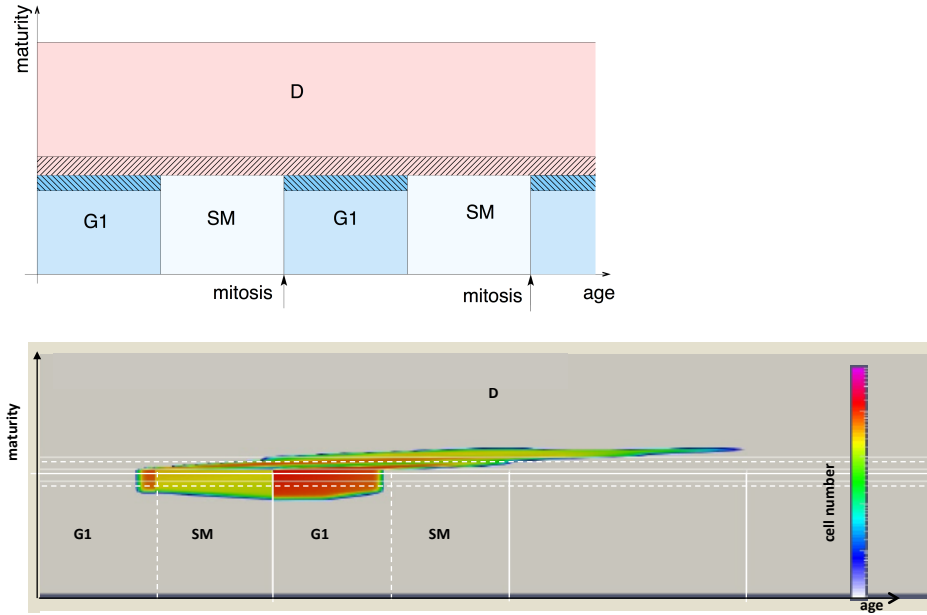 maturity
D
G1
SM
G1
SM
mitosis
mitosis
age
maturity
D
G1
SM
G1
SM
cell number
age